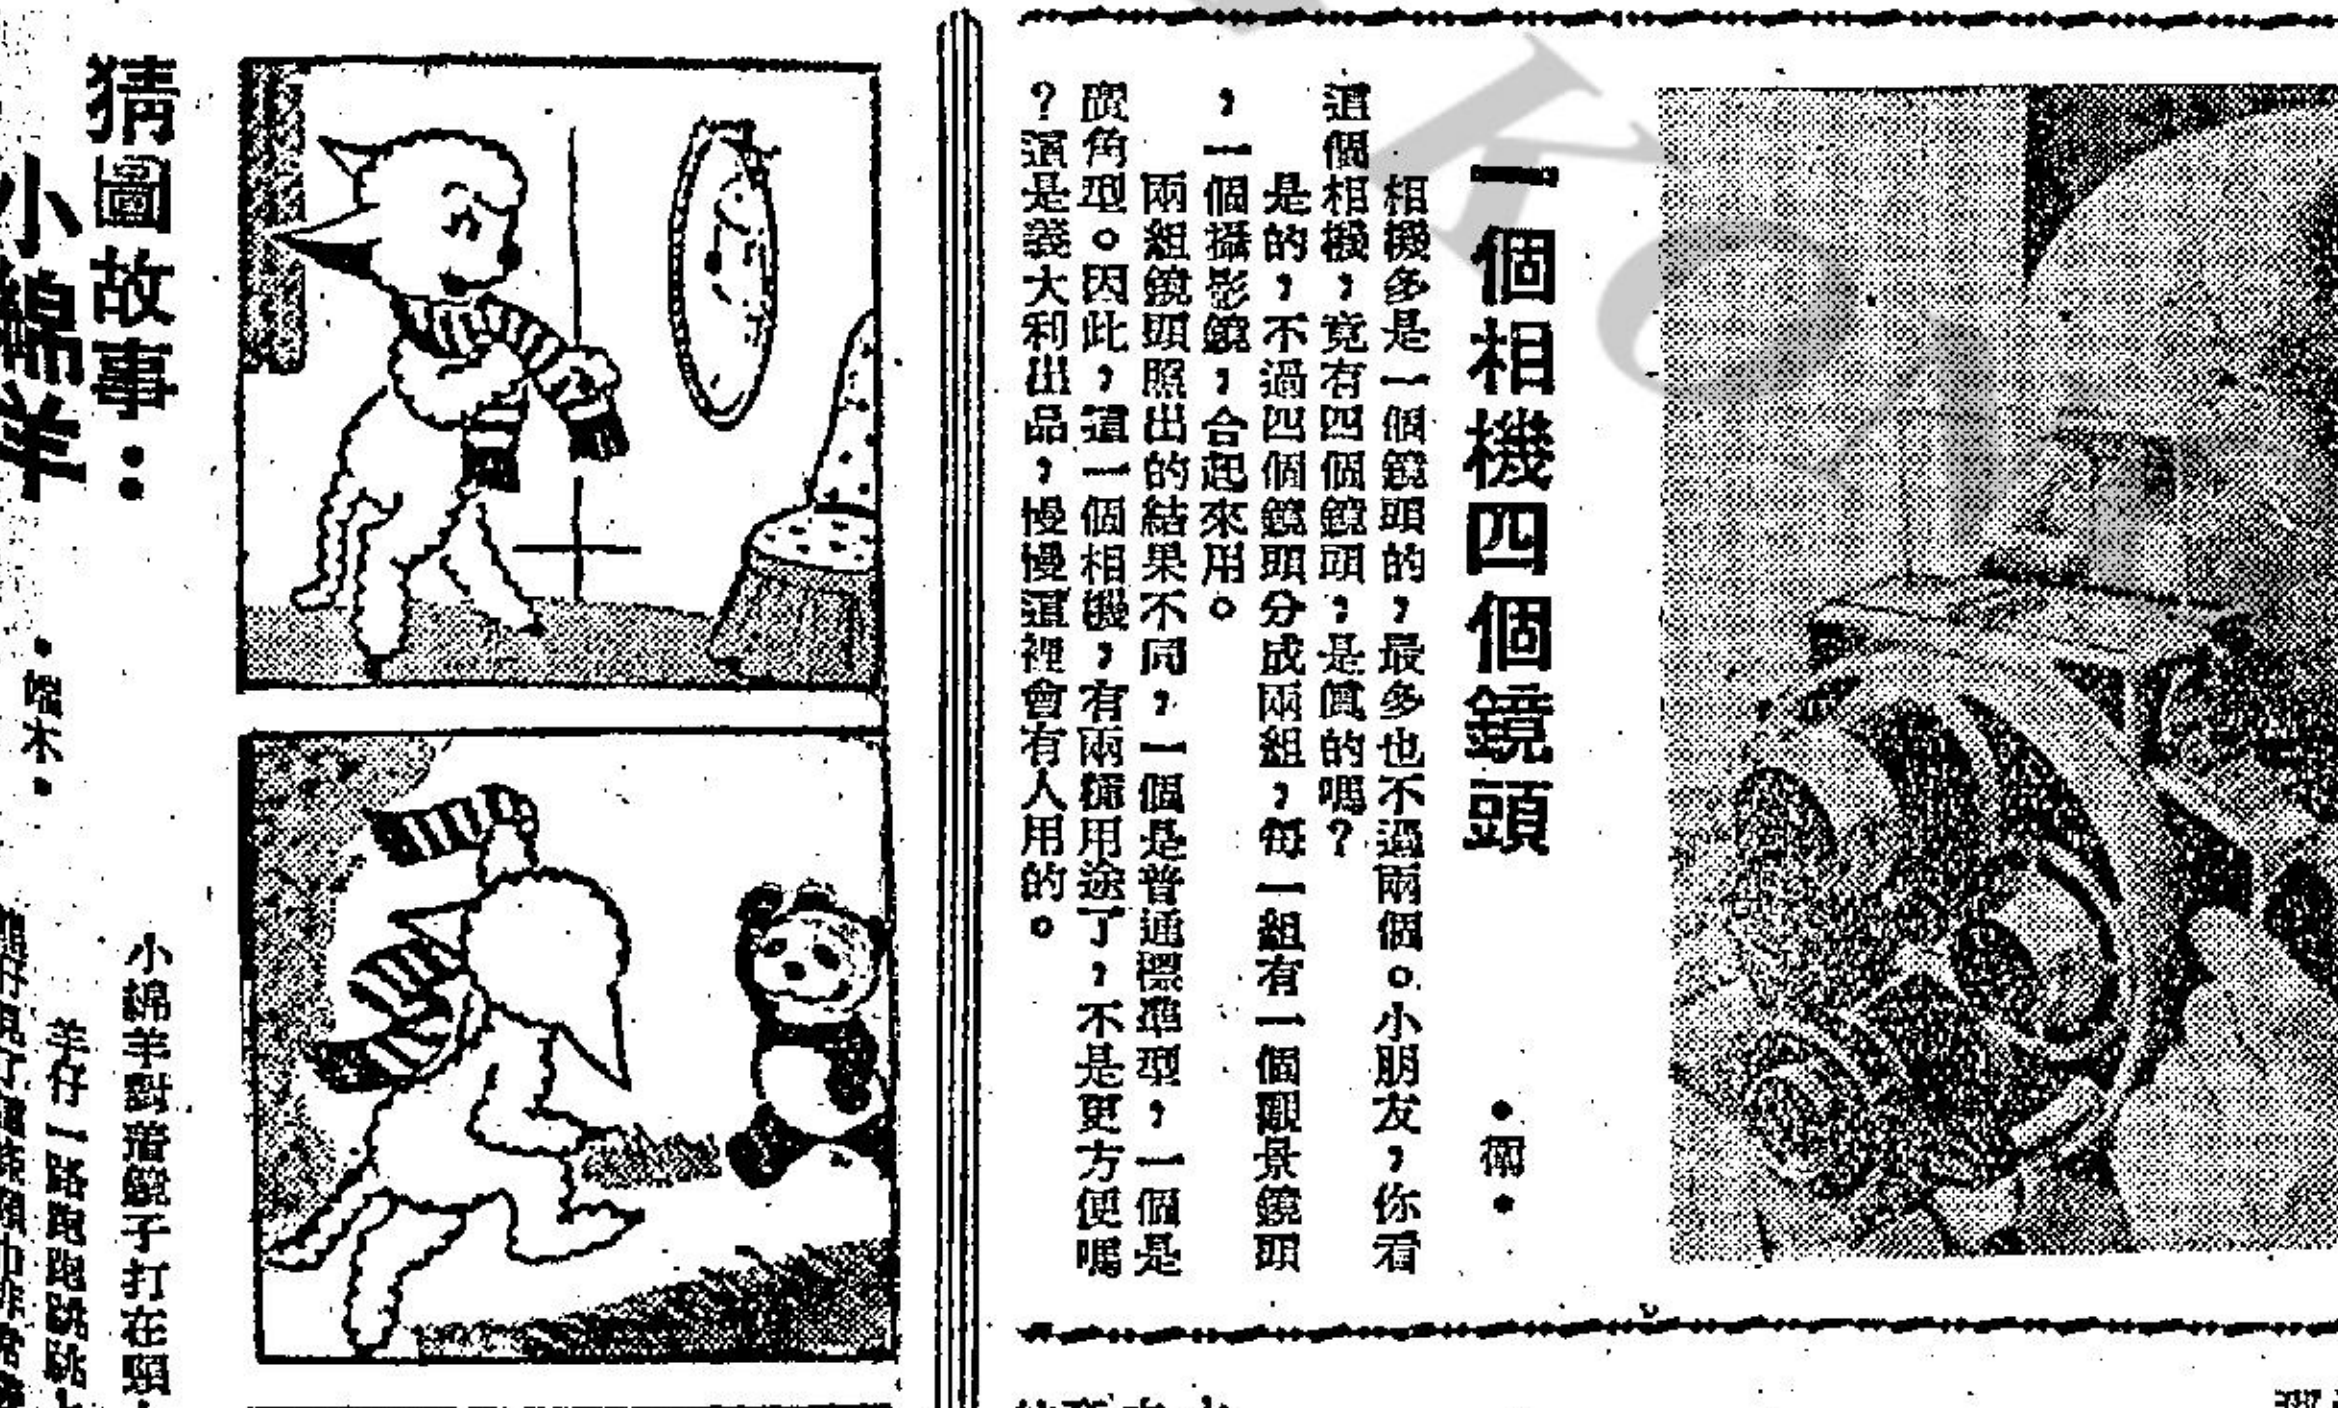 一個相機四個鏡頭
相機多是一個鏡頭的,最多也不過兩個。小朋友,你看
這個相機,竟有四個鏡頭,是真的嗎?
是的,不過四個鏡頭分成兩組,每一組有一個觀景鏡頭
,一個攝影鏡,合起來用。
兩組鏡頭照出的結果不同,一個是普通標準型,一個是
廣角型。因此,這一個相機,有兩種用途了,不是更方便嗎
?這是義大利出品,慢慢這裡會有人用的。
猜圖故事:
小綿羊
小綿羊對着鏡子打在頸
羊仔一路跑跑跳跳